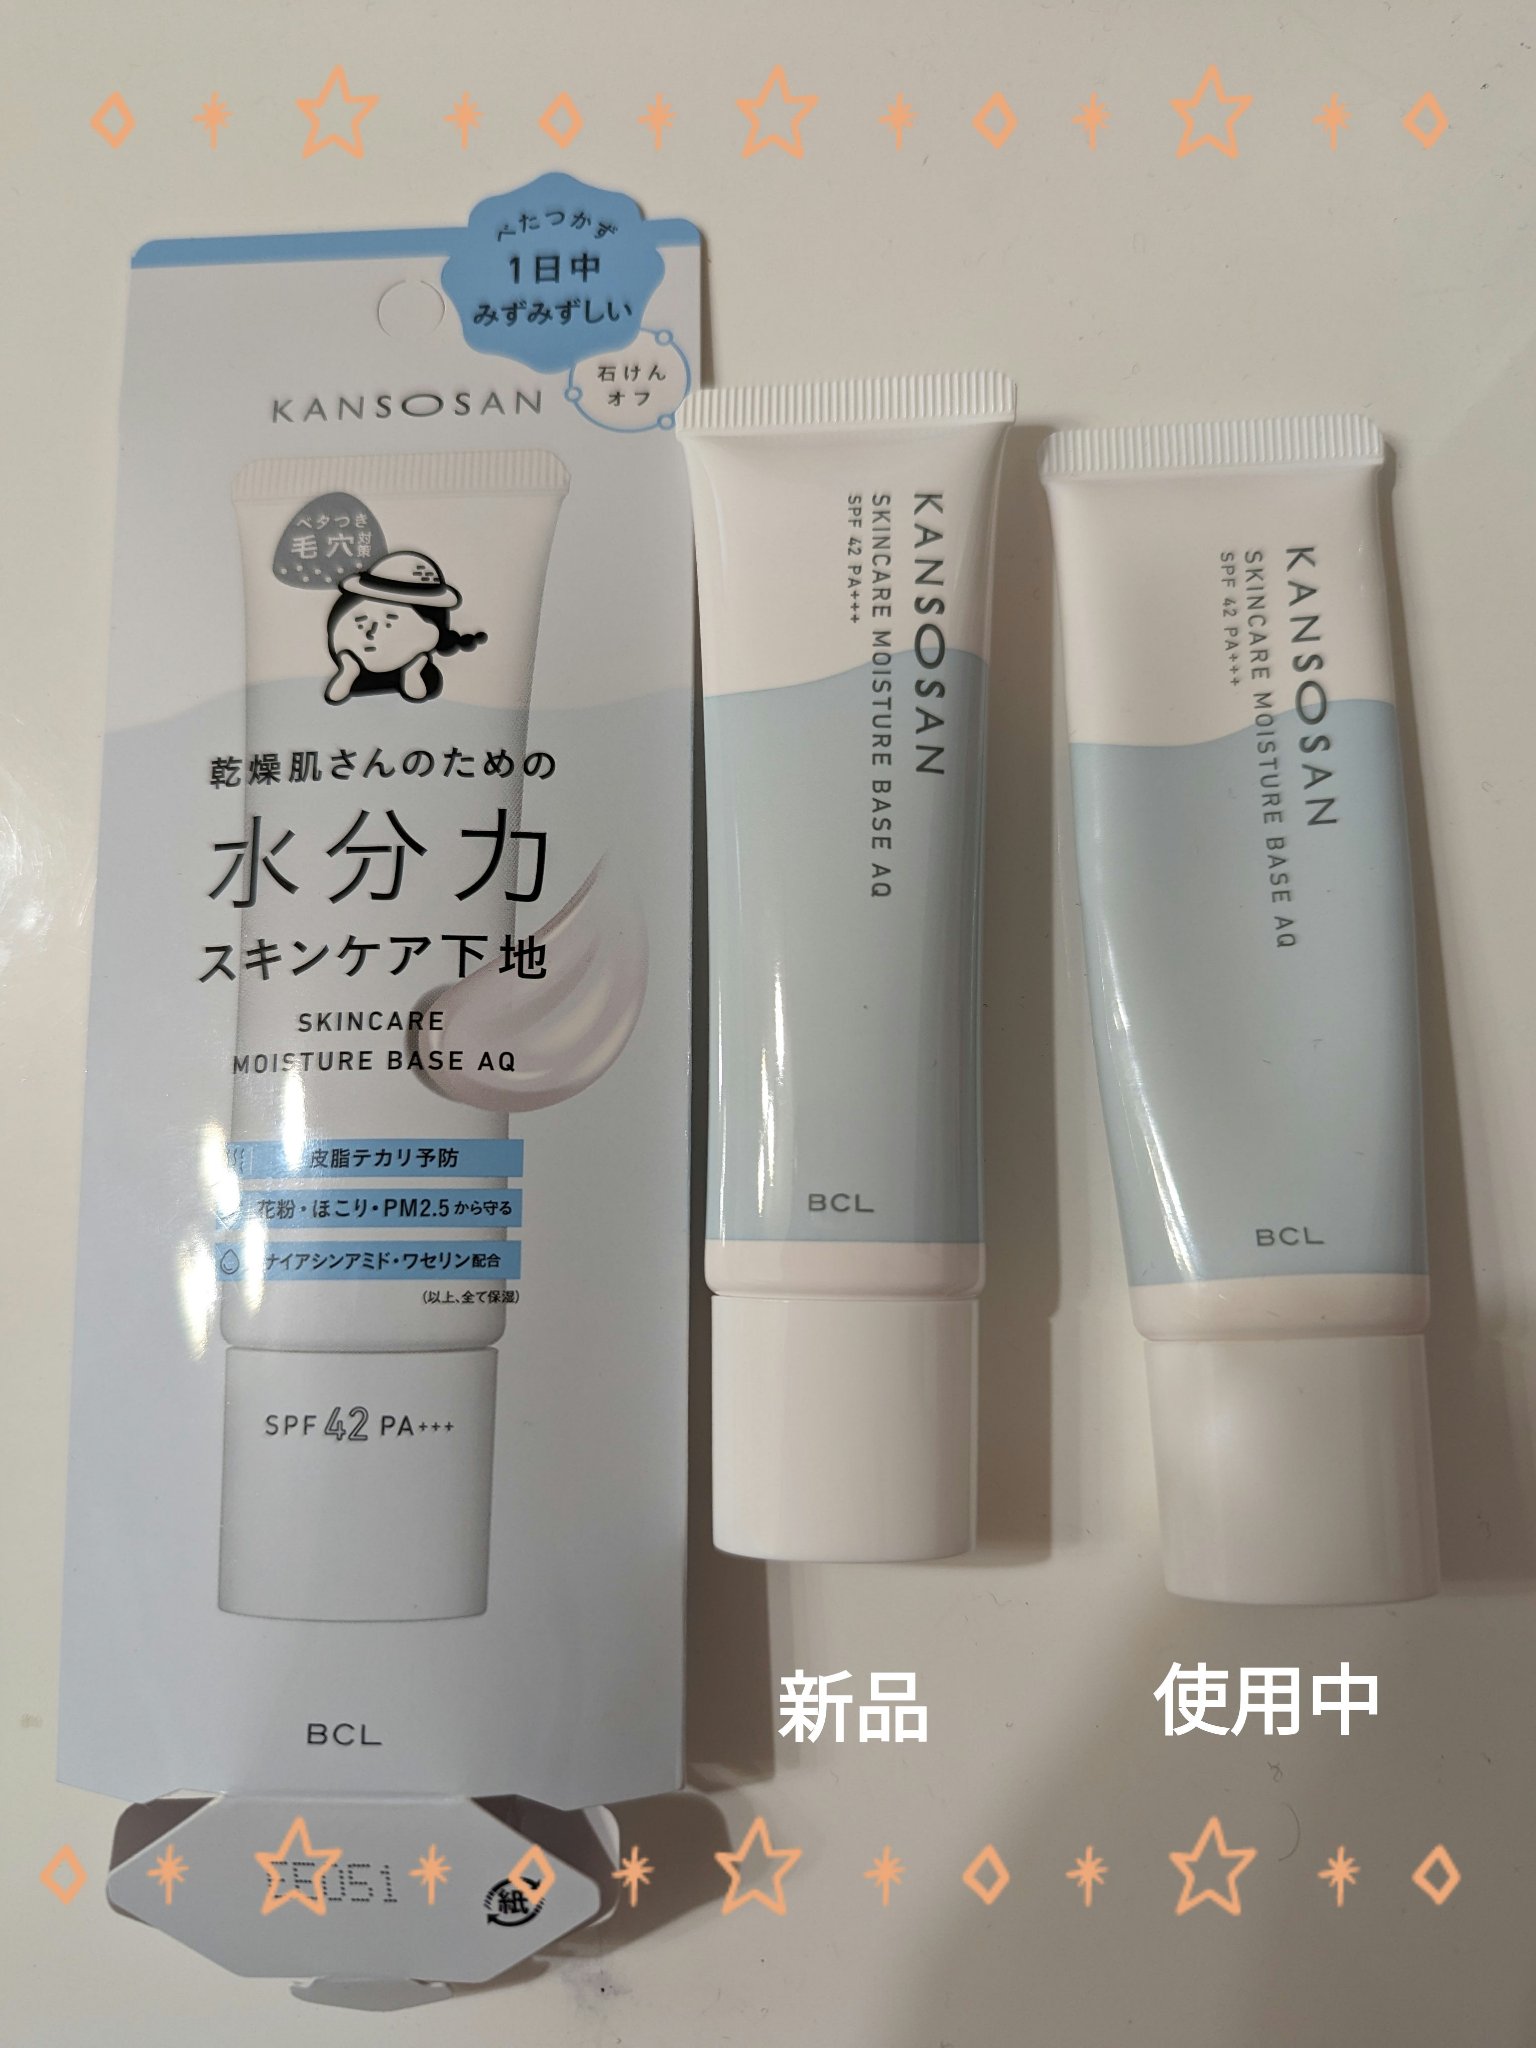 べたつかず
1日中
みずみずしい
石けん
オフ
KANSOSAN
ベタつき
毛穴対策
乾燥肌さんのための
水分力
スキンケア下地
SKINCARE
MOISTURE BASE AQ
皮脂テカリ予防
花粉・ほこり・PM2.5から守る
ナイアシンアミド・ワセリン配合
(以上、全て保湿)
SPF 42 PA+++
BCL
紙
KANSOSAN
SKINCARE MOISTURE BASE AQ
SPF 42 PA+++
BCL
新品
KANSOSAN
SKINCARE MOISTURE BASE AQ
SPF 42 PA+++
BCL
使用中